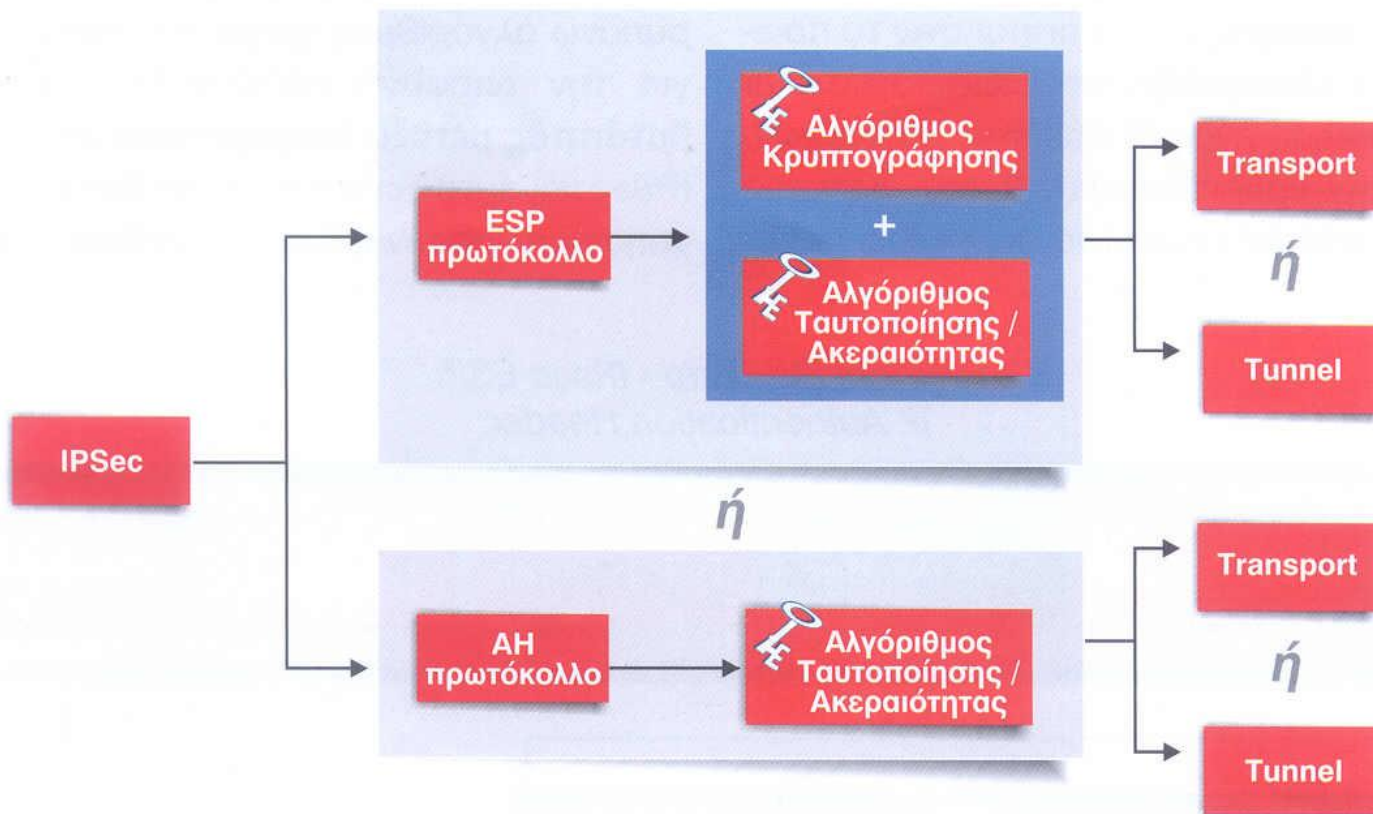 Αλγόριθμος
Κρυπτογράφησης
+
Αλγόριθμος
Ταυτοποίησης /
Ακεραιότητας
ESP
πρωτόκολλο
Transport
ή
Tunnel
IPSec
ή
AH
πρωτόκολλο
Αλγόριθμος
Ταυτοποίησης /
Ακεραιότητας
Transport
ή
Tunnel